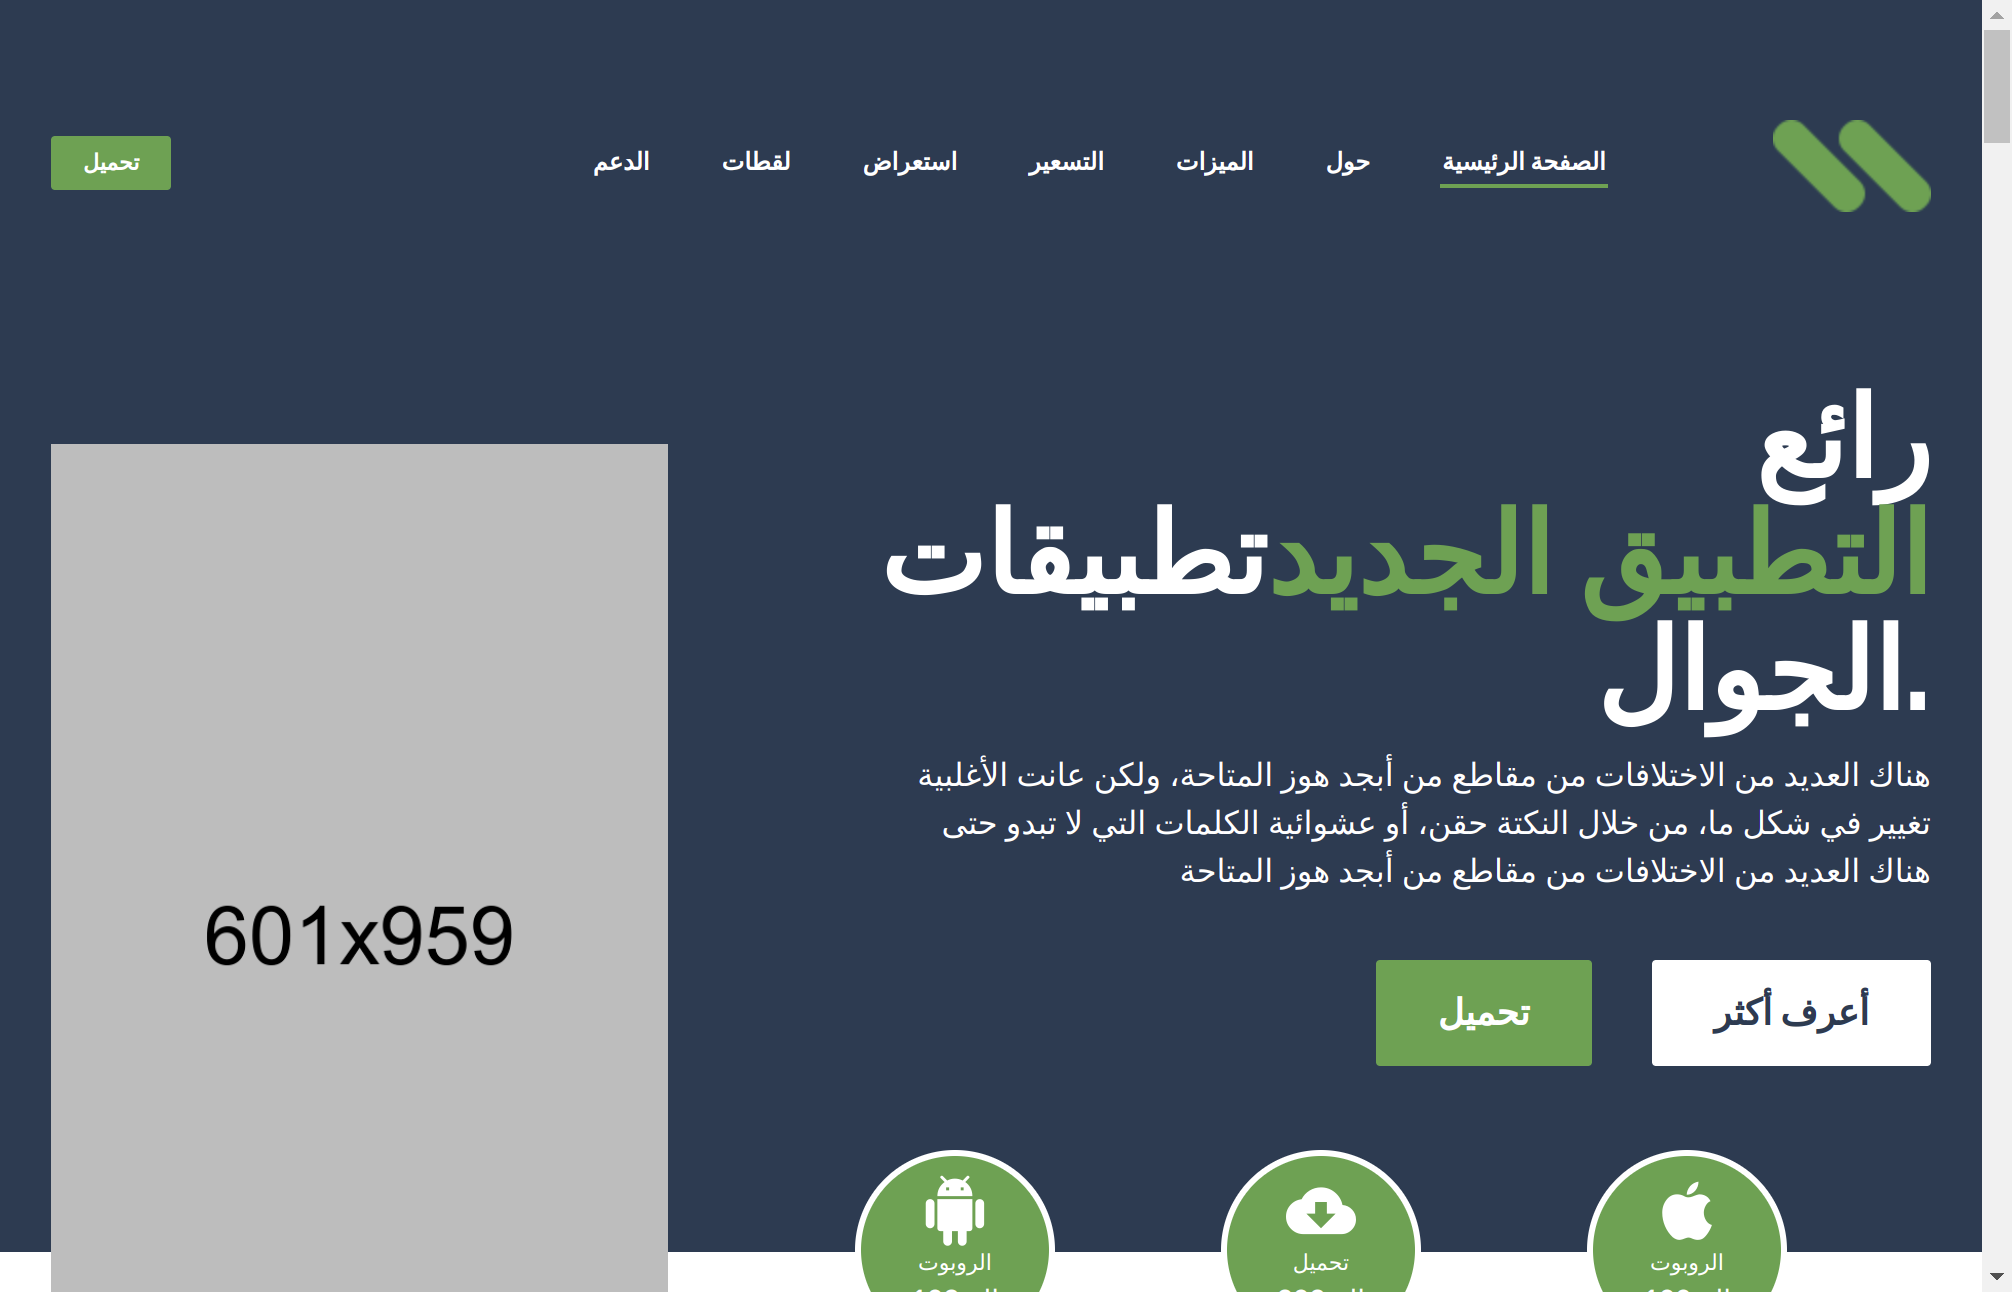 الصفحة الرئيسية
حول
الميزات
التسعير
استعراض
لقطات
الدعم
تحميل
رائع
التطبيق الجديدتطبيقات
.الجوال
هناك العديد من الاختلافات من مقاطع من أبجد هوز المتاحة، ولكن عانت الأغلبية
تغيير في شكل ما، من خلال النكتة حقن، أو عشوائية الكلمات التي لا تبدو حتى
هناك العديد من الاختلافات من مقاطع من أبجد هوز المتاحة
أعرف أكثر
تحميل
601x959
الروبوت
تحميل
الروبوت